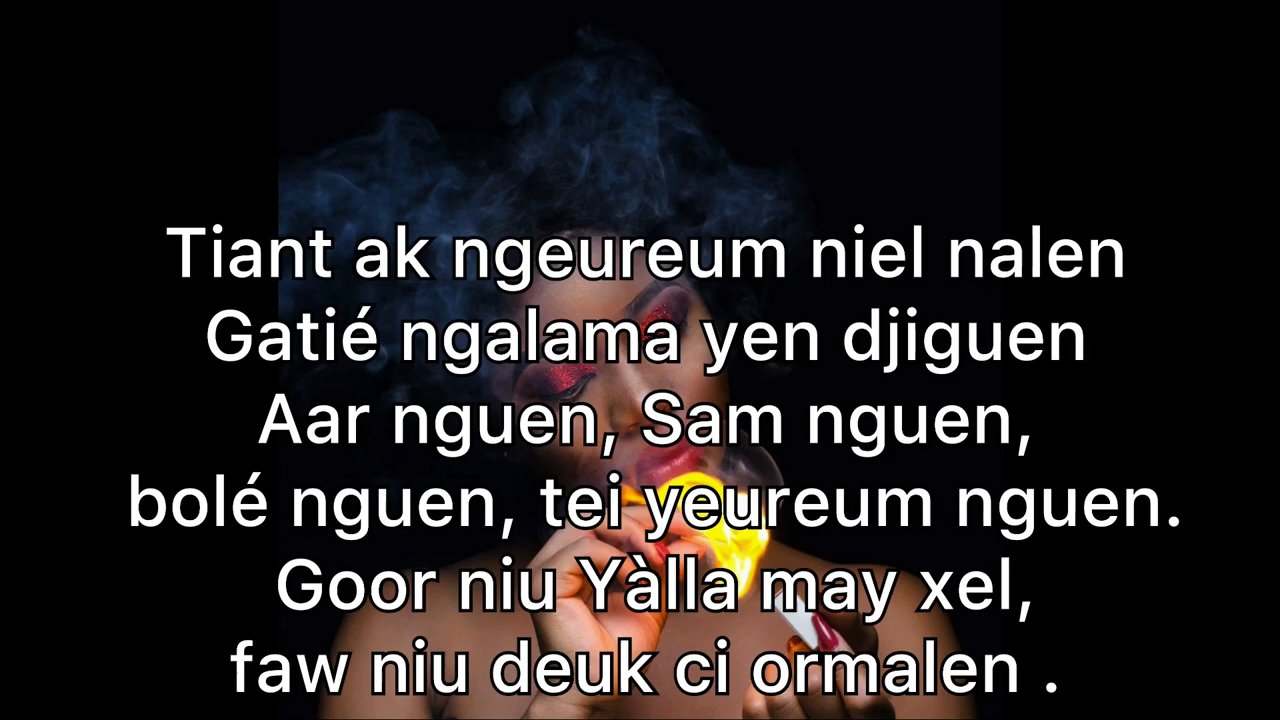 Tiant ak ngeureum niel nalen
Gatié ngalama yen djiguen
Aar nguen, Sam nguen,
bolé nguen, tei yeureum nguen.
Goor niu Yàlla may xel,
faw niu deuk ci ormalen .